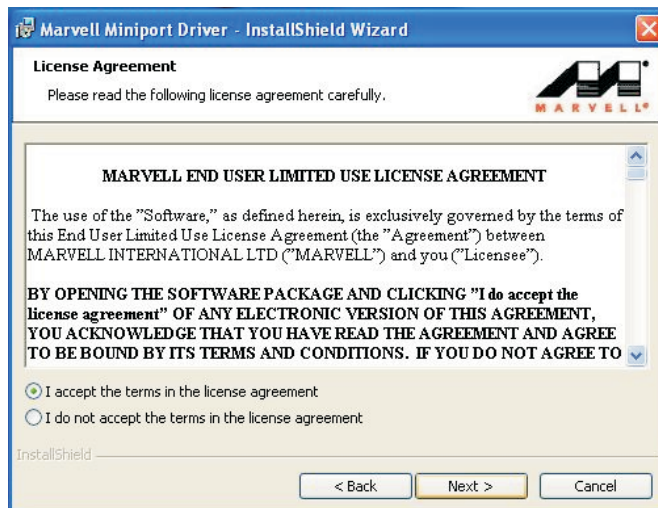 Marvell Miniport Driver - InstallShield Wizard
License Agreement
Please read the following license agreement carefully.
MARVELL®
MARVELL END USER LIMITED USE LICENSE AGREEMENT
The use of the "Software," as defined herein, is exclusively governed by the terms of
this End User Limited Use License Agreement (the "Agreement") between
MARVELL INTERNATIONAL LTD ("MARVELL") and you ("Licensee").
BY OPENING THE SOFTWARE PACKAGE AND CLICKING "I do accept the
license agreement" OF ANY ELECTRONIC VERSION OF THIS AGREEMENT,
YOU ACKNOWLEDGE THAT YOU HAVE READ THE AGREEMENT AND AGREE
TO BE BOUND BY ITS TERMS AND CONDITIONS. IF YOU DO NOT AGREE TO
I accept the terms in the license agreement
I do not accept the terms in the license agreement
InstallShield
< Back Next > Cancel